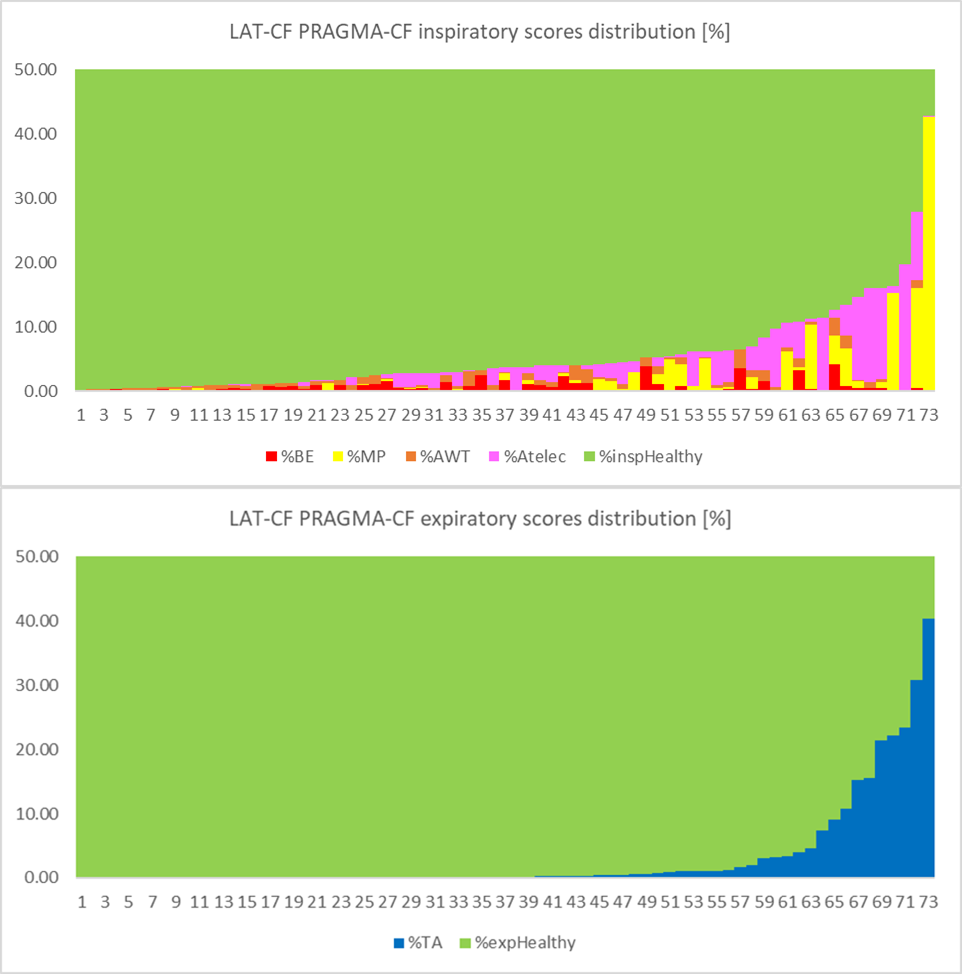 LAT-CF PRAGMA-CF inspiratory scores distribution [%]
50.00
40.00
30.00
20.00
10.00
0.00
1 3 5 7 9 11 13 15 17 19 21 23 25 27 29 31 33 35 37 39 41 43 45 47 49 51 53 55 57 59 61 63 65 67 69 71 73
%BE %MP %AWT %Atelec %inspHealthy
LAT-CF PRAGMA-CF expiratory scores distribution [%]
50.00
40.00
30.00
20.00
10.00
0.00
1 3 5 7 9 11 13 15 17 19 21 23 25 27 29 31 33 35 37 39 41 43 45 47 49 51 53 55 57 59 61 63 65 67 69 71 73
%TA %expHealthy